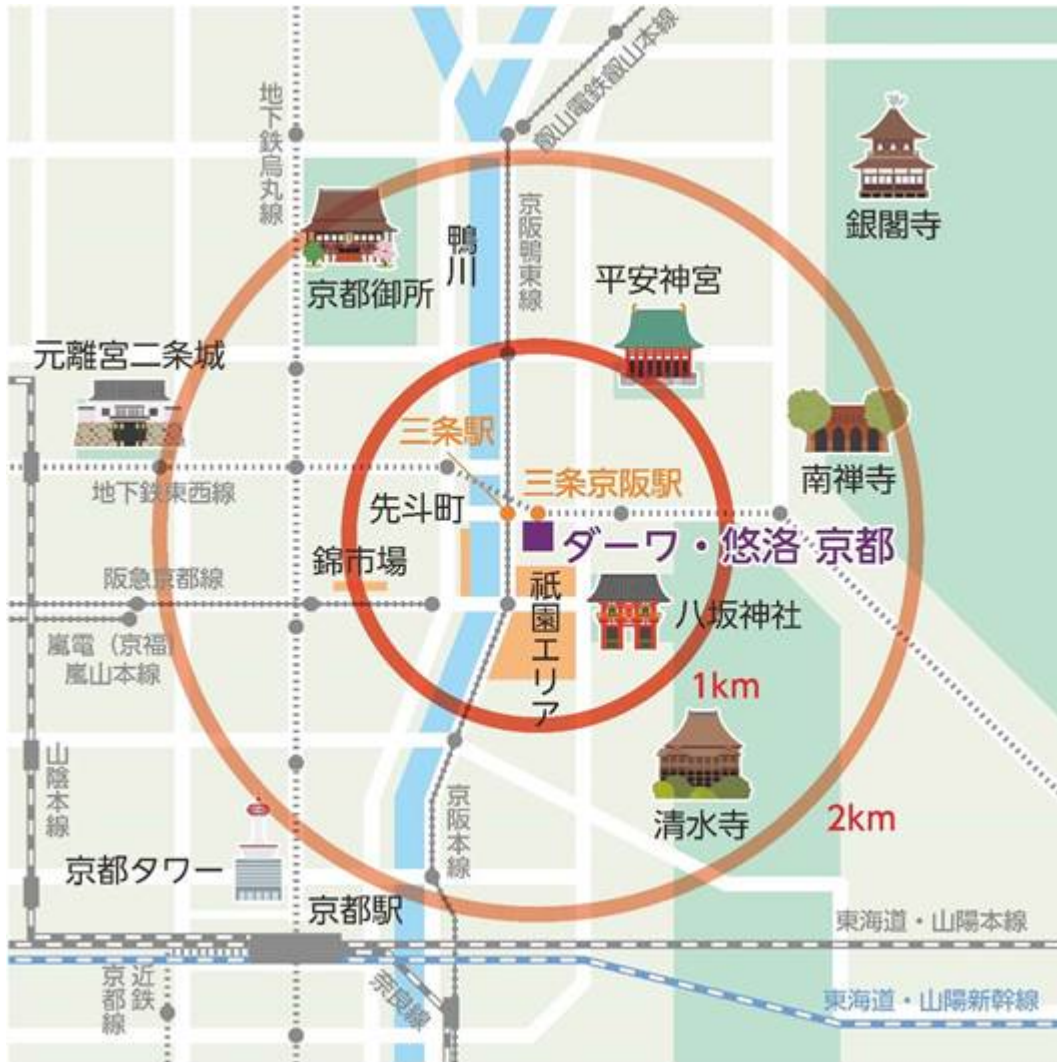 叡山電鉄叡山本線
地下鉄烏丸線
京阪鴨東線
銀閣寺
鴨川
京都御所
平安神宮
元離宮二条城
三条駅
南禅寺
地下鉄東西線
先斗町
三条京阪駅
ダーワ・悠洛 京都
錦市場
阪急京都線
祇園エリア
八坂神社
嵐電(京福)
嵐山本線
1km
山陰本線
京阪本線
清水寺
2km
京都タワー
京都駅
東海道・山陽本線
近鉄
京都線
奈良線
東海道・山陽新幹線